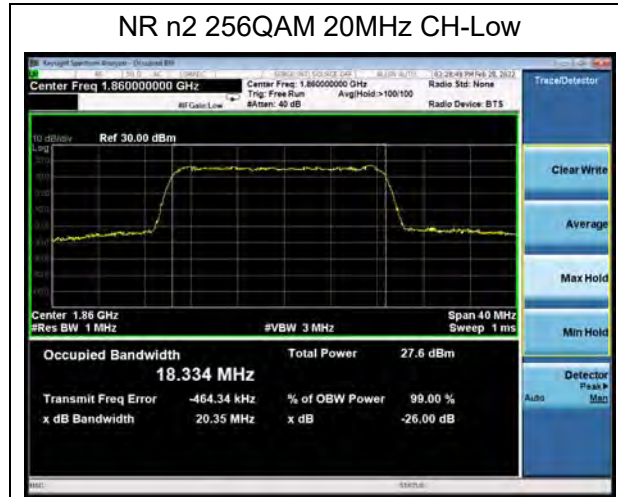 NR n2 256QAM 20MHz CH-Low
Keysight Spectrum Analyzer - Occupied BW
Center Freq 1.860000000 GHz
Center Freq: 1.860000000 GHz
Radio Std: None
Trace/Detector
Trig: Free Run
Avg|Hold:>100/100
#IFGain:Low
#Atten: 40 dB
Radio Device: BTS
10 dB/div
Ref 30.00 dBm
Log
Clear Write
Average
Max Hold
Center 1.86 GHz
Span 40 MHz
#Res BW 1 MHz
#VBW 3 MHz
Sweep 1 ms
Min Hold
Occupied Bandwidth
Total Power
27.6 dBm
18.334 MHz
Detector
Peak▶
Auto
Man
Transmit Freq Error
-464.34 kHz
% of OBW Power
99.00 %
x dB Bandwidth
20.35 MHz
x dB
-26.00 dB
MSG
STATUS